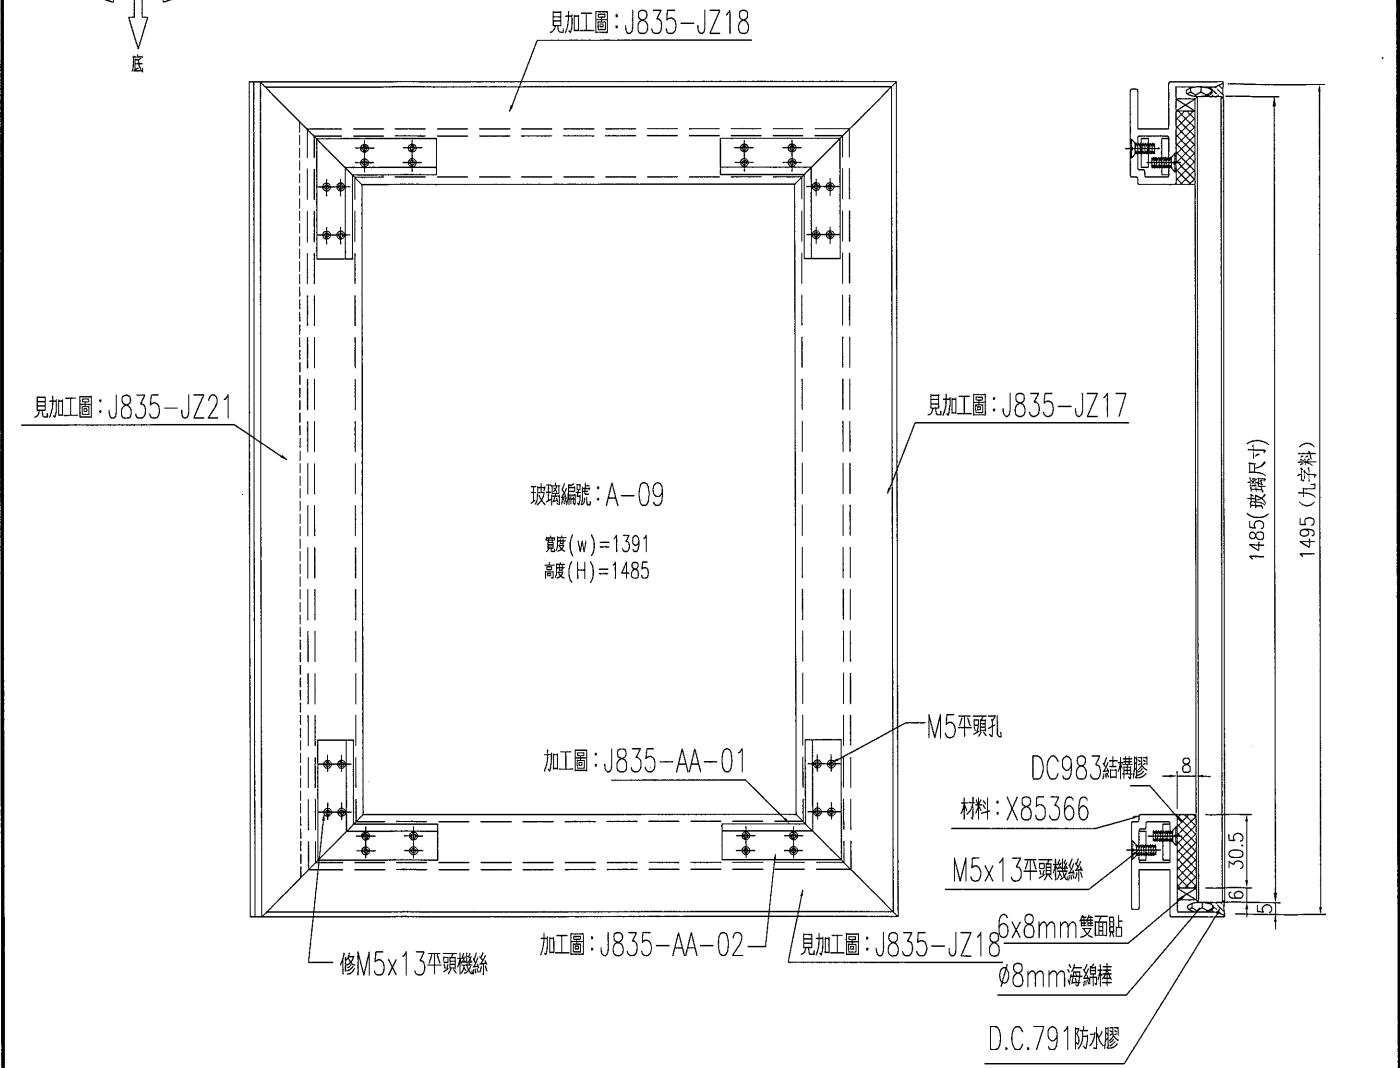 底
見加工圖:J835-JZ18
見加工圖:J835-JZ21
見加工圖:J835-JZ17
玻璃編號:A-09
寬度(w)=1391
高度(H)=1485
1485(玻璃尺寸)
1495(九字料)
M5平頭孔
加工圖:J835-AA-01
DC983結構膠
8
材料:X85366
30.5
M5x13平頭機絲
6
5
6x8mm雙面貼
加工圖:J835-AA-02
見加工圖:J835-JZ18
修M5x13平頭機絲
Ø8mm海綿棒
D.C.791防水膠